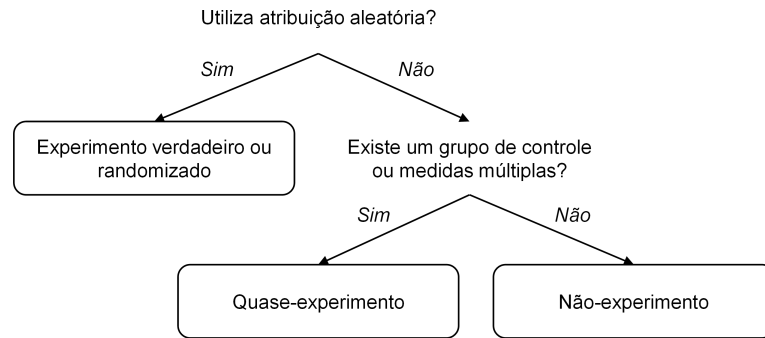 Utiliza atribuição aleatória?
Sim
Não
Experimento verdadeiro ou
randomizado
Existe um grupo de controle
ou medidas múltiplas?
Sim
Não
Quase-experimento
Não-experimento